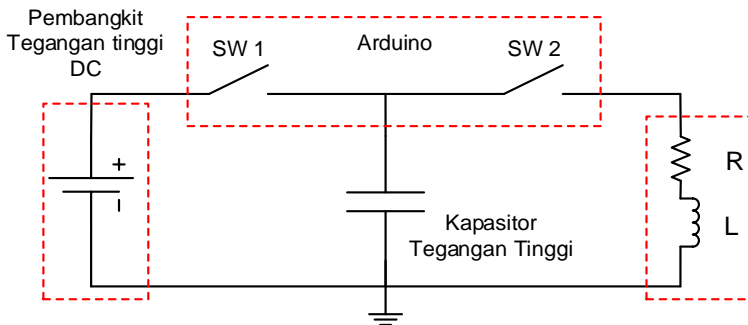 Pembangkit
Tegangan tinggi
DC
SW 1
Arduino
SW 2
+
R
L
Kapasitor
Tegangan Tinggi